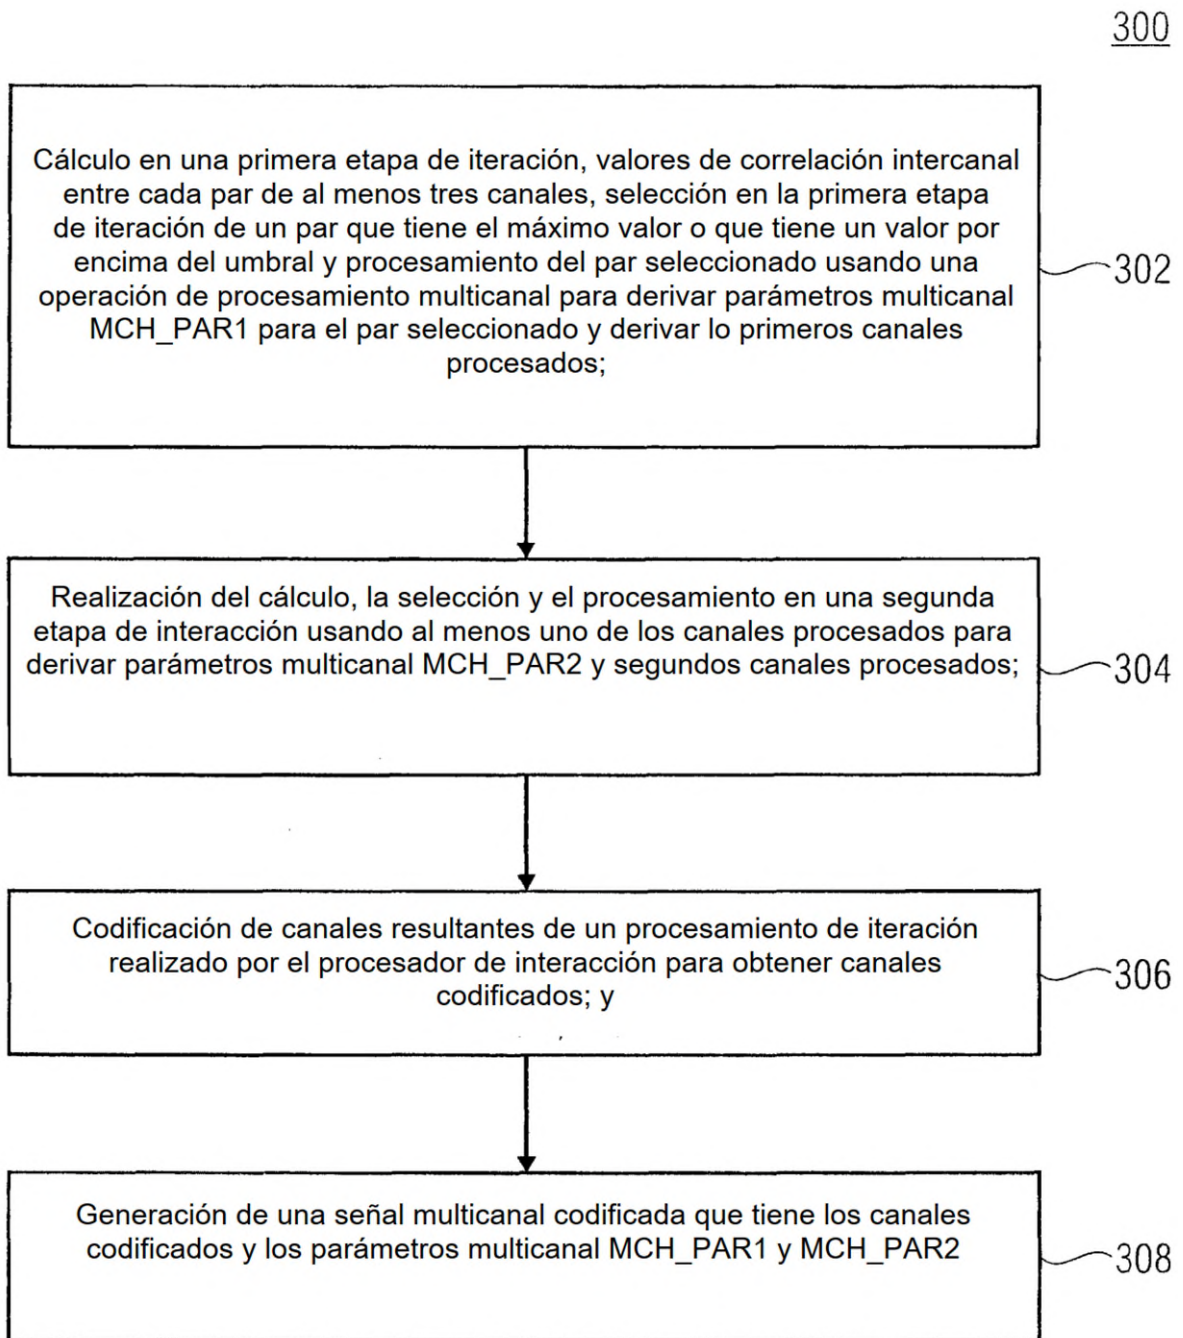 300
Cálculo en una primera etapa de iteración, valores de correlación intercanal
entre cada par de al menos tres canales, selección en la primera etapa
de iteración de un par que tiene el máximo valor o que tiene un valor por
encima del umbral y procesamiento del par seleccionado usando una
operación de procesamiento multicanal para derivar parámetros multicanal
MCH_PAR1 para el par seleccionado y derivar lo primeros canales
procesados;
302
Realización del cálculo, la selección y el procesamiento en una segunda
etapa de interacción usando al menos uno de los canales procesados para
derivar parámetros multicanal MCH_PAR2 y segundos canales procesados;
304
Codificación de canales resultantes de un procesamiento de iteración
realizado por el procesador de interacción para obtener canales
codificados; y
306
Generación de una señal multicanal codificada que tiene los canales
codificados y los parámetros multicanal MCH_PAR1 y MCH_PAR2
308